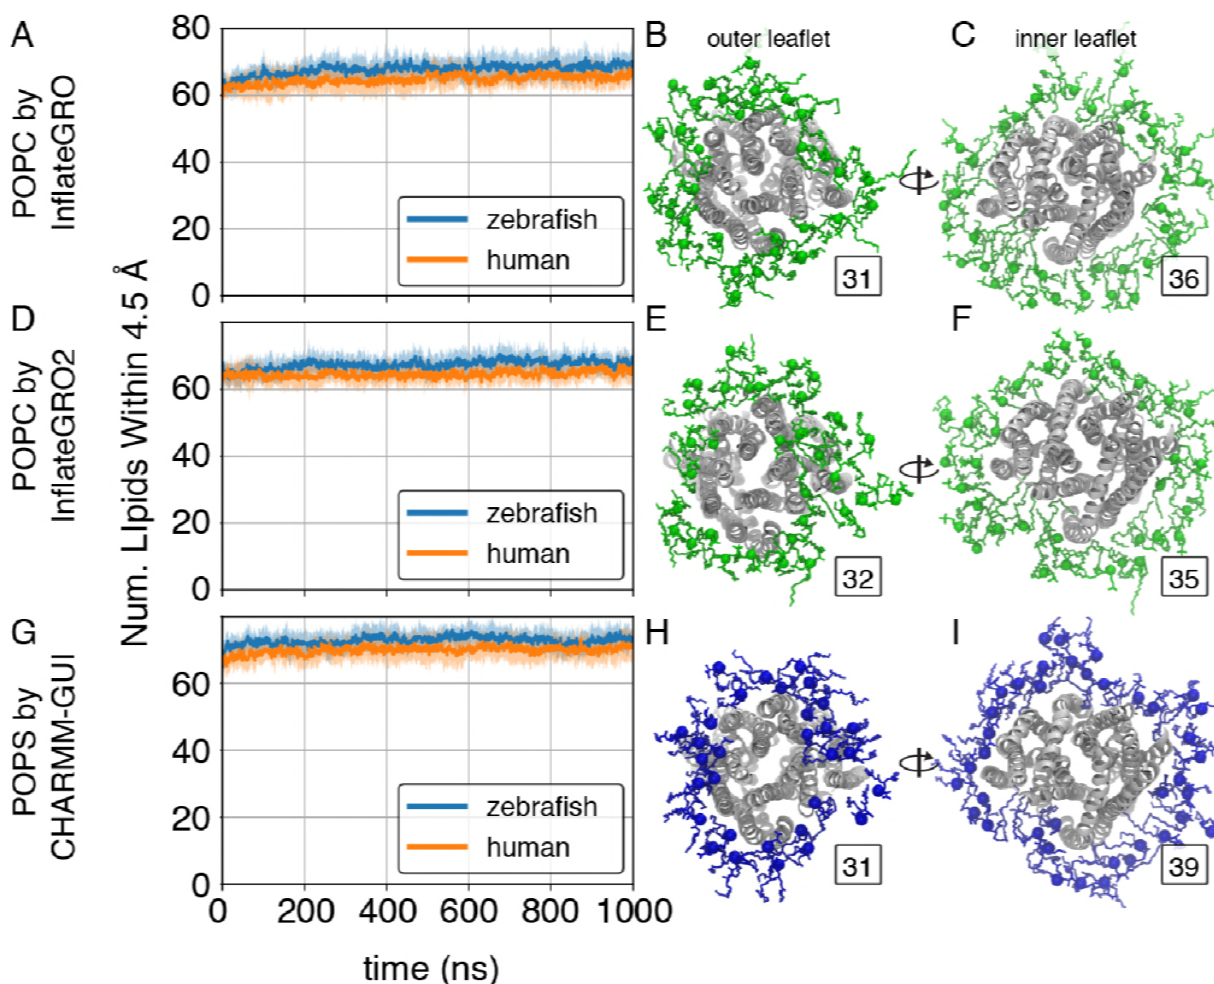 A
POPC by
InflateGRO
80
60
40
20
0
zebrafish
human
B
outer leaflet
31
C
inner leaflet
36
Num. LIpids Within 4.5 Å
D
POPC by
InflateGRO2
60
40
20
0
zebrafish
human
E
32
F
35
G
POPS by
CHARMM-GUI
60
40
20
0
zebrafish
human
H
31
I
39
0 200 400 600 800 1000
time (ns)